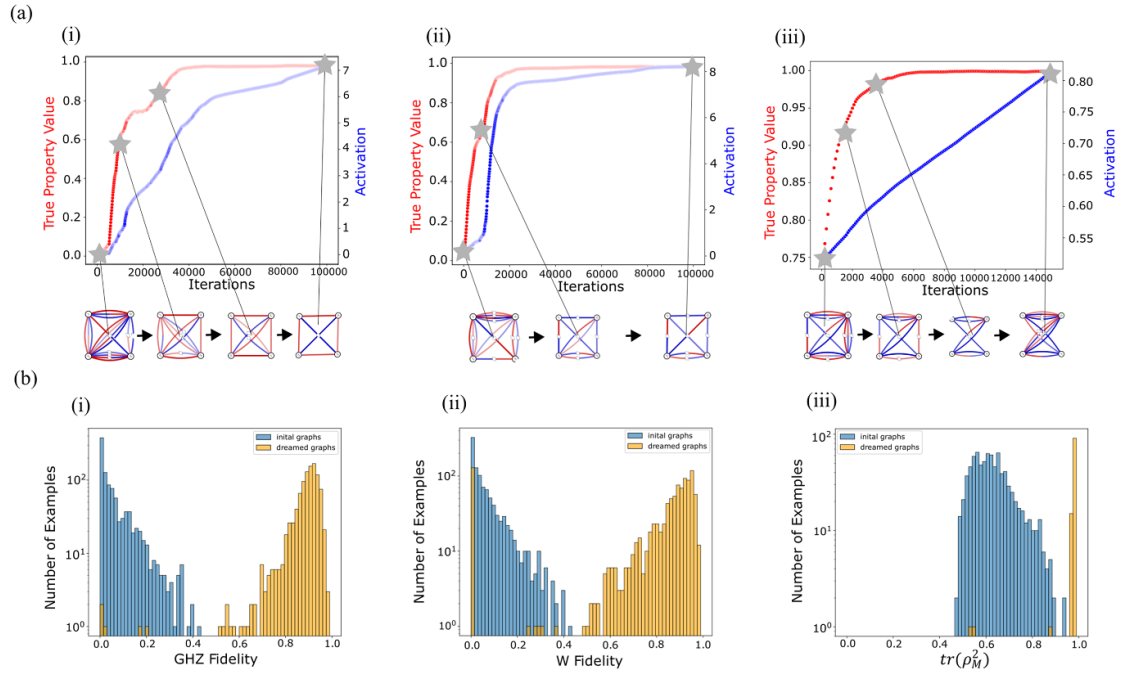 (a)
(i)
(ii)
(iii)
True Property Value
1.0
0.8
0.6
0.4
0.2
0.0
7
6
5
4
3
2
1
0
Activation
0
20000
40000
60000
80000
100000
Iterations
True Property Value
1.0
0.8
0.6
0.4
0.2
0.0
8
6
4
2
0
Activation
0
20000
40000
60000
80000
100000
Iterations
True Property Value
1.00
0.95
0.90
0.85
0.80
0.75
0.80
0.75
0.70
0.65
0.60
0.55
Activation
0
2000
4000
6000
8000
10000
12000
14000
Iterations
(b)
(i)
(ii)
(iii)
Number of Examples
10²
10¹
10⁰
inital graphs
dreamed graphs
0.0
0.2
0.4
0.6
0.8
1.0
GHZ Fidelity
Number of Examples
10²
10¹
10⁰
inital graphs
dreamed graphs
0.0
0.2
0.4
0.6
0.8
1.0
W Fidelity
Number of Examples
10²
10¹
10⁰
inital graphs
dreamed graphs
0.0
0.2
0.4
0.6
0.8
1.0
tr(ρ_M^2)